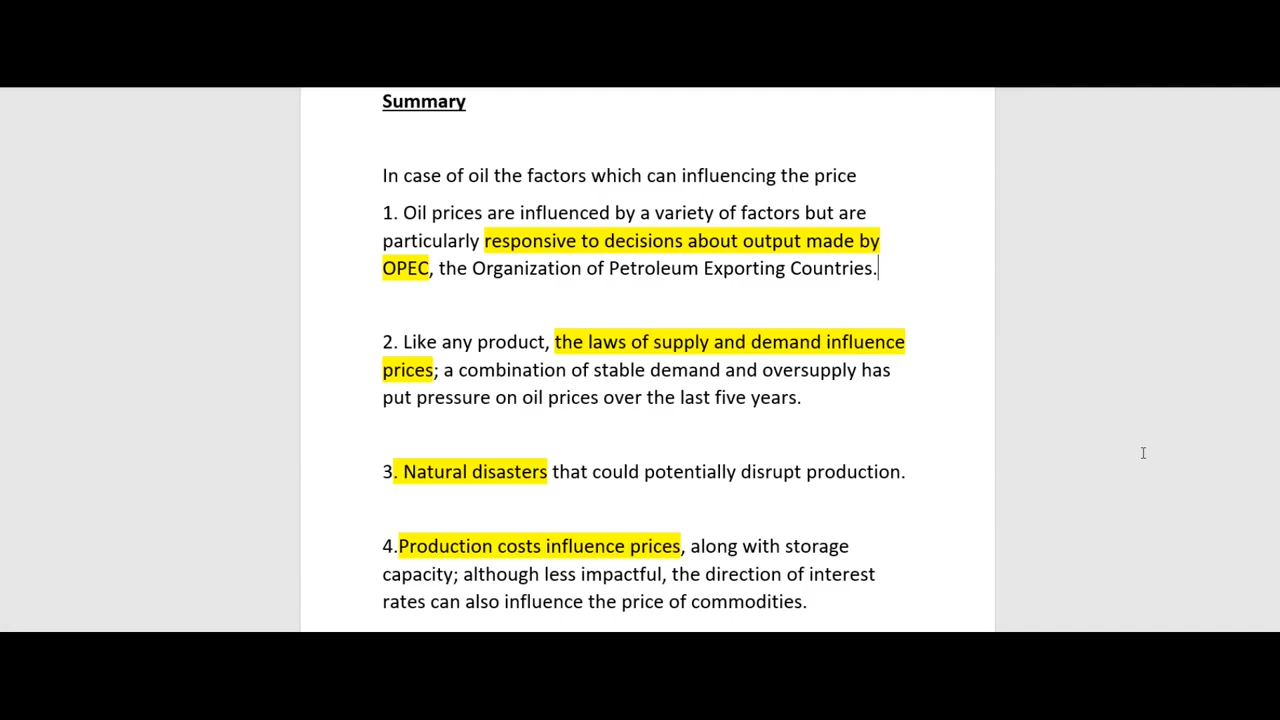 Summary
In case of oil the factors which can influencing the price
1. Oil prices are influenced by a variety of factors but are
particularly responsive to decisions about output made by
OPEC, the Organization of Petroleum Exporting Countries.
2. Like any product, the laws of supply and demand influence
prices; a combination of stable demand and oversupply has
put pressure on oil prices over the last five years.
3. Natural disasters that could potentially disrupt production.
4.Production costs influence prices, along with storage
capacity; although less impactful, the direction of interest
rates can also influence the price of commodities.